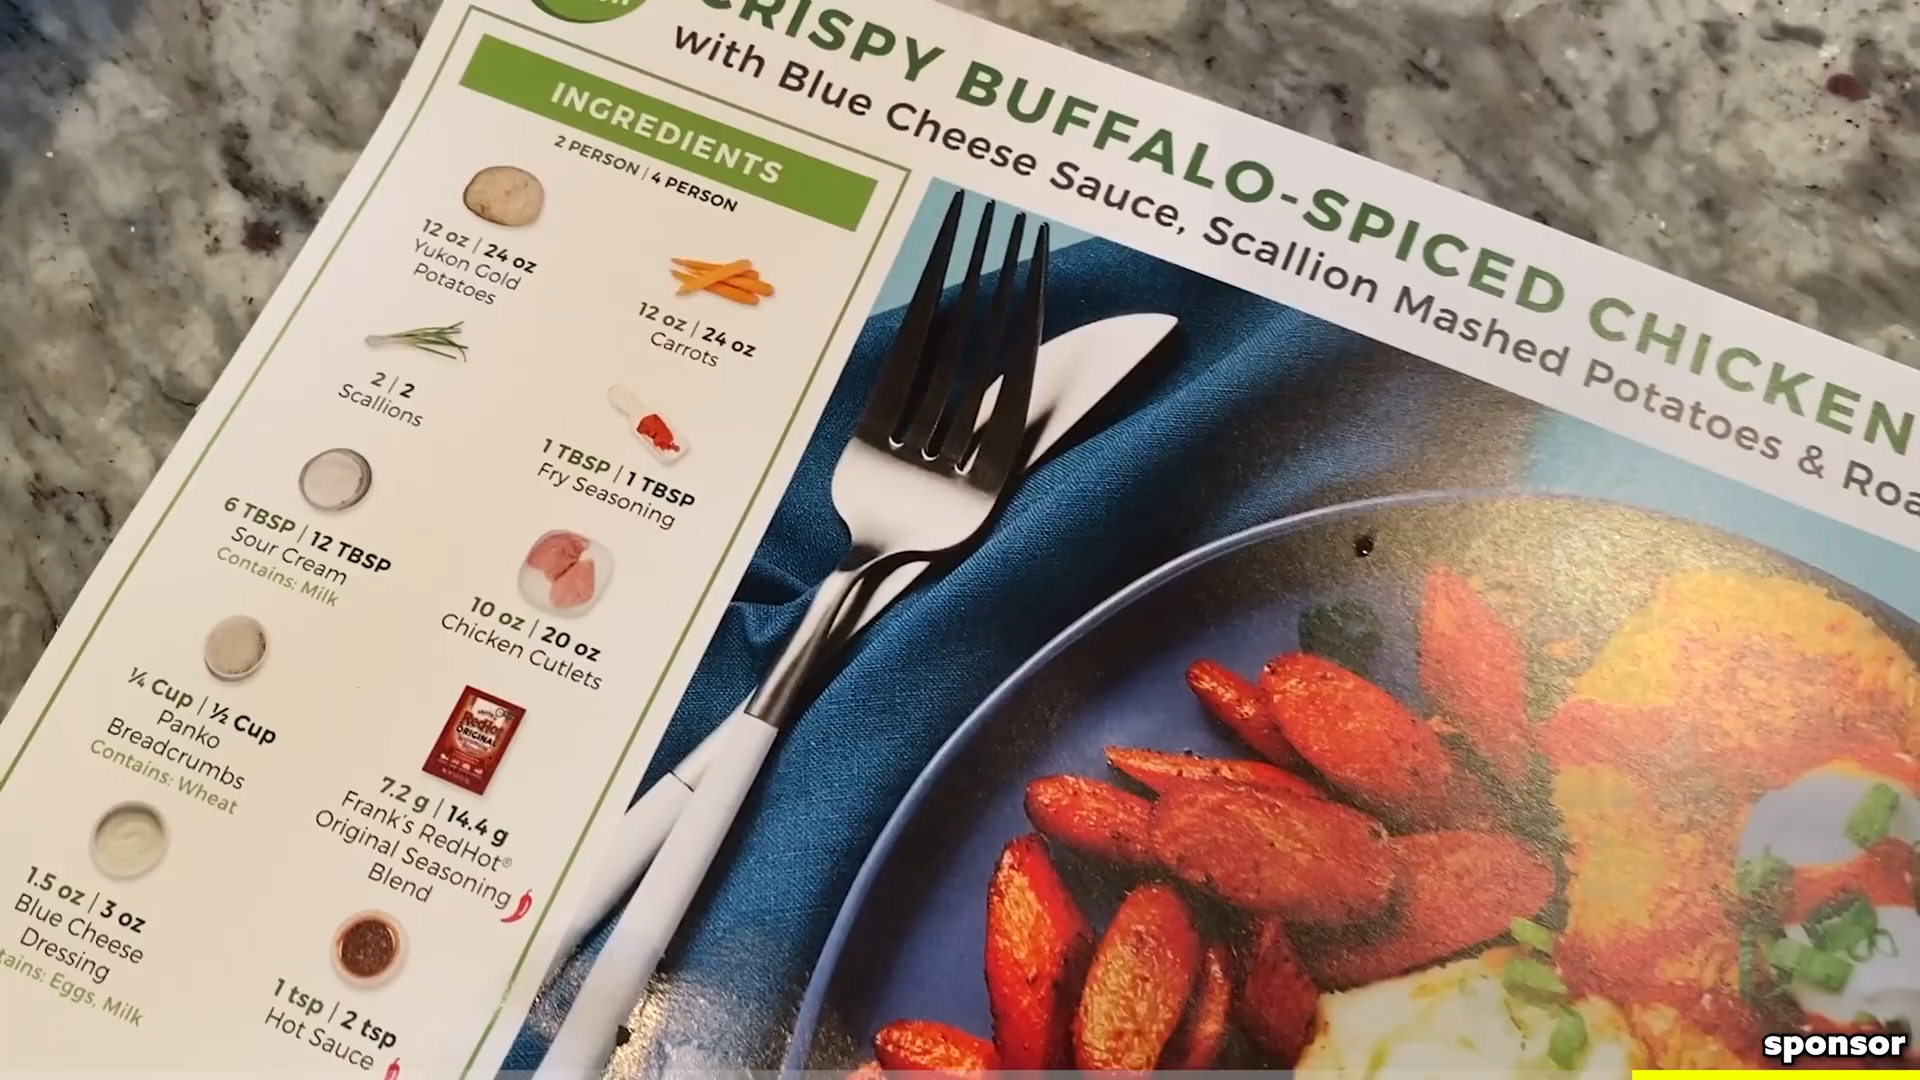 CRISPY BUFFALO-SPICED CHICKEN
with Blue Cheese Sauce, Scallion Mashed Potatoes &
INGREDIENTS
2 PERSON | 4 PERSON
12 oz | 24 oz
Yukon Gold
Potatoes
12 oz | 24 oz
Carrots
2 | 2
Scallions
1 TBSP | 1 TBSP
Fry Seasoning
6 TBSP | 12 TBSP
Sour Cream
Contains: Milk
10 oz | 20 oz
Chicken Cutlets
¼ Cup | ½ Cup
Panko
Breadcrumbs
Contains: Wheat
RedHot
ORIGINAL
7.2 g | 14.4 g
Frank's RedHot®
Original Seasoning
Blend
1.5 oz | 3 oz
Blue Cheese
Dressing
Eggs, Milk
1 tsp | 2 tsp
Hot Sauce
sponsor